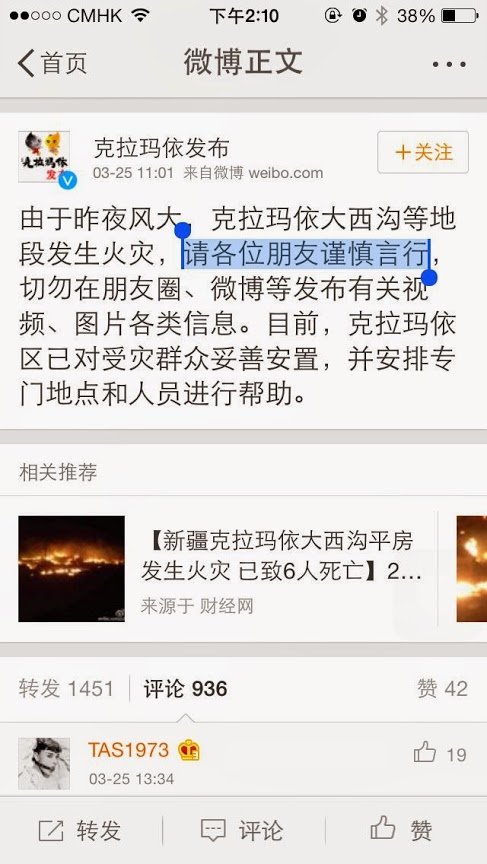 CMHK 下午2:10 38%
首页 微博正文
克拉玛依发布 +关注
03-25 11:01 来自微博 weibo.com
由于昨夜风大，克拉玛依大西沟等地
段发生火灾，请各位朋友谨慎言行，
切勿在朋友圈、微博等发布有关视
频、图片各类信息。目前，克拉玛依
区已对受灾群众妥善安置，并安排专
门地点和人员进行帮助。
相关推荐
【新疆克拉玛依大西沟平房
发生火灾 已致6人死亡】2...
来源于 财经网
转发 1451 评论 936 赞 42
TAS1973 19
03-25 13:34
转发 评论 赞